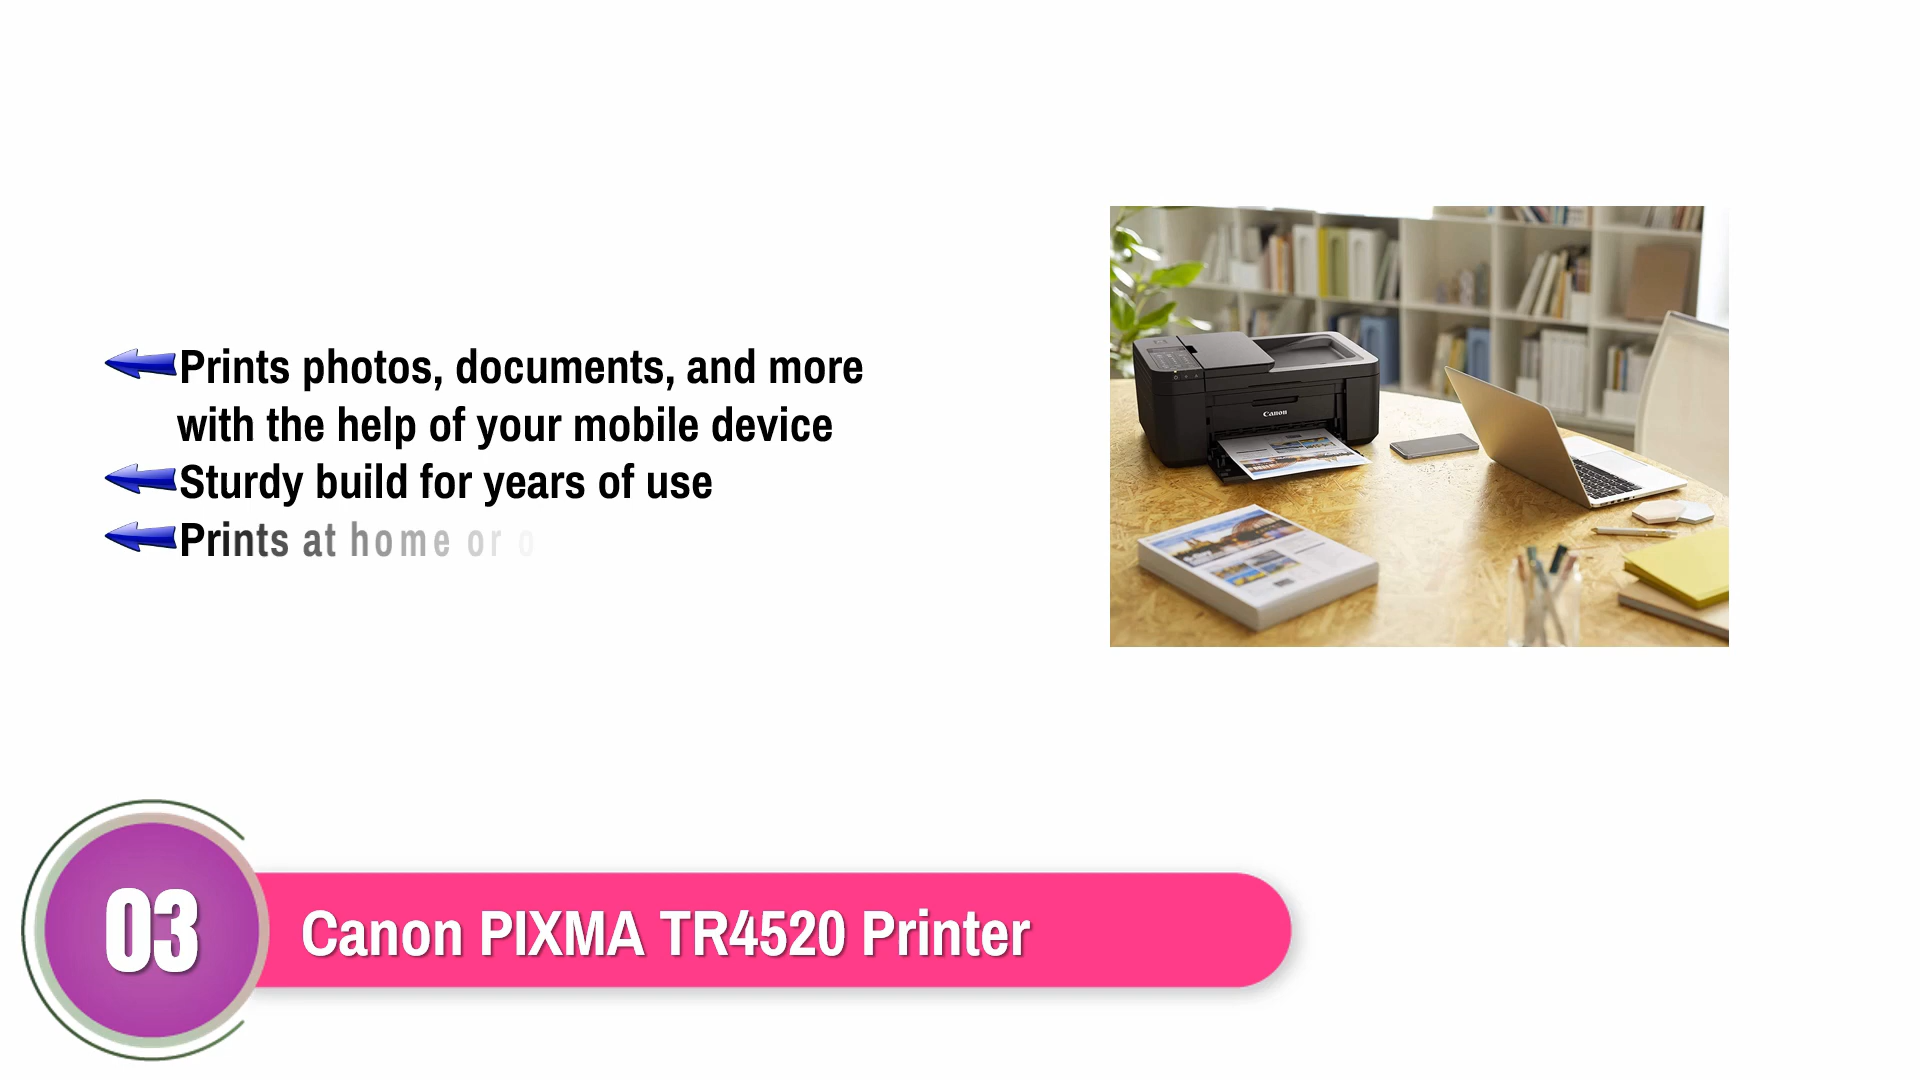 Prints photos, documents, and more
with the help of your mobile device
Sturdy build for years of use
Prints at home or o
Canon
03
Canon PIXMA TR4520 Printer